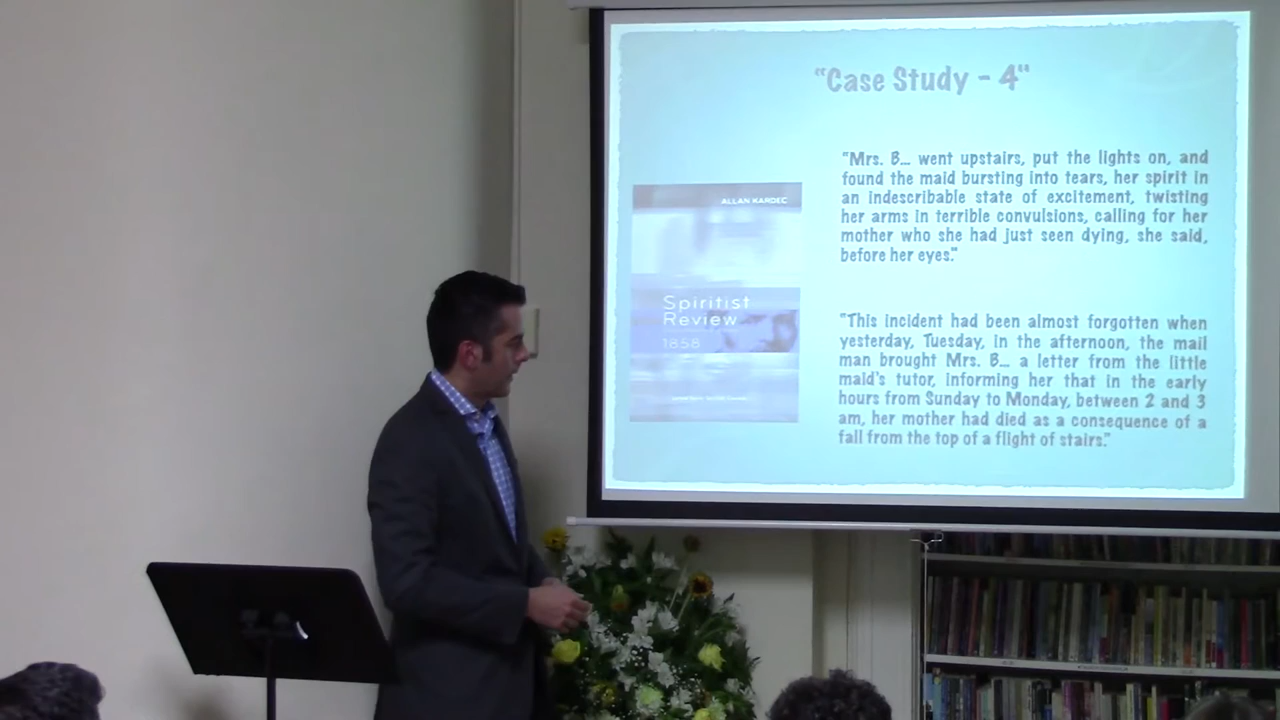 "Case Study - 4"
"Mrs. B... went upstairs, put the lights on, and
found the maid bursting into tears, her spirit in
an indescribable state of excitement, twisting
her arms in terrible convulsions, calling for her
mother who she had just seen dying, she said,
before her eyes."
ALLAN KARDEC
Spiritist
Review
1858
"This incident had been almost forgotten when
yesterday, Tuesday, in the afternoon, the mail
man brought Mrs. B... a letter from the little
maid's tutor, informing her that in the early
hours from Sunday to Monday, between 2 and 3
am, her mother had died as a consequence of a
fall from the top of a flight of stairs."